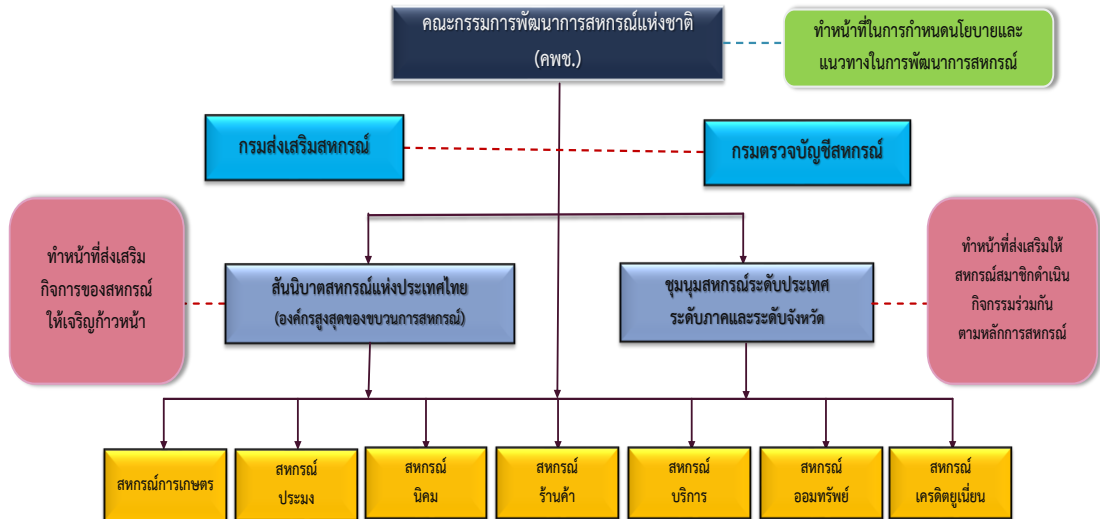 คณะกรรมการพัฒนาการสหกรณ์แห่งชาติ
(คพช.)
ทำหน้าที่ในการกำหนดนโยบายและ
แนวทางในการพัฒนาการสหกรณ์
กรมส่งเสริมสหกรณ์
กรมตรวจบัญชีสหกรณ์
ทำหน้าที่ส่งเสริม
กิจการของสหกรณ์
ให้เจริญก้าวหน้า
สันนิบาตสหกรณ์แห่งประเทศไทย
(องค์กรสูงสุดของขบวนการสหกรณ์)
ชุมนุมสหกรณ์ระดับประเทศ
ระดับภาคและระดับจังหวัด
ทำหน้าที่ส่งเสริมให้
สหกรณ์สมาชิกดำเนิน
กิจกรรมร่วมกัน
ตามหลักการสหกรณ์
สหกรณ์การเกษตร
สหกรณ์
ประมง
สหกรณ์
นิคม
สหกรณ์
ร้านค้า
สหกรณ์
บริการ
สหกรณ์
ออมทรัพย์
สหกรณ์
เครดิตยูเนี่ยน